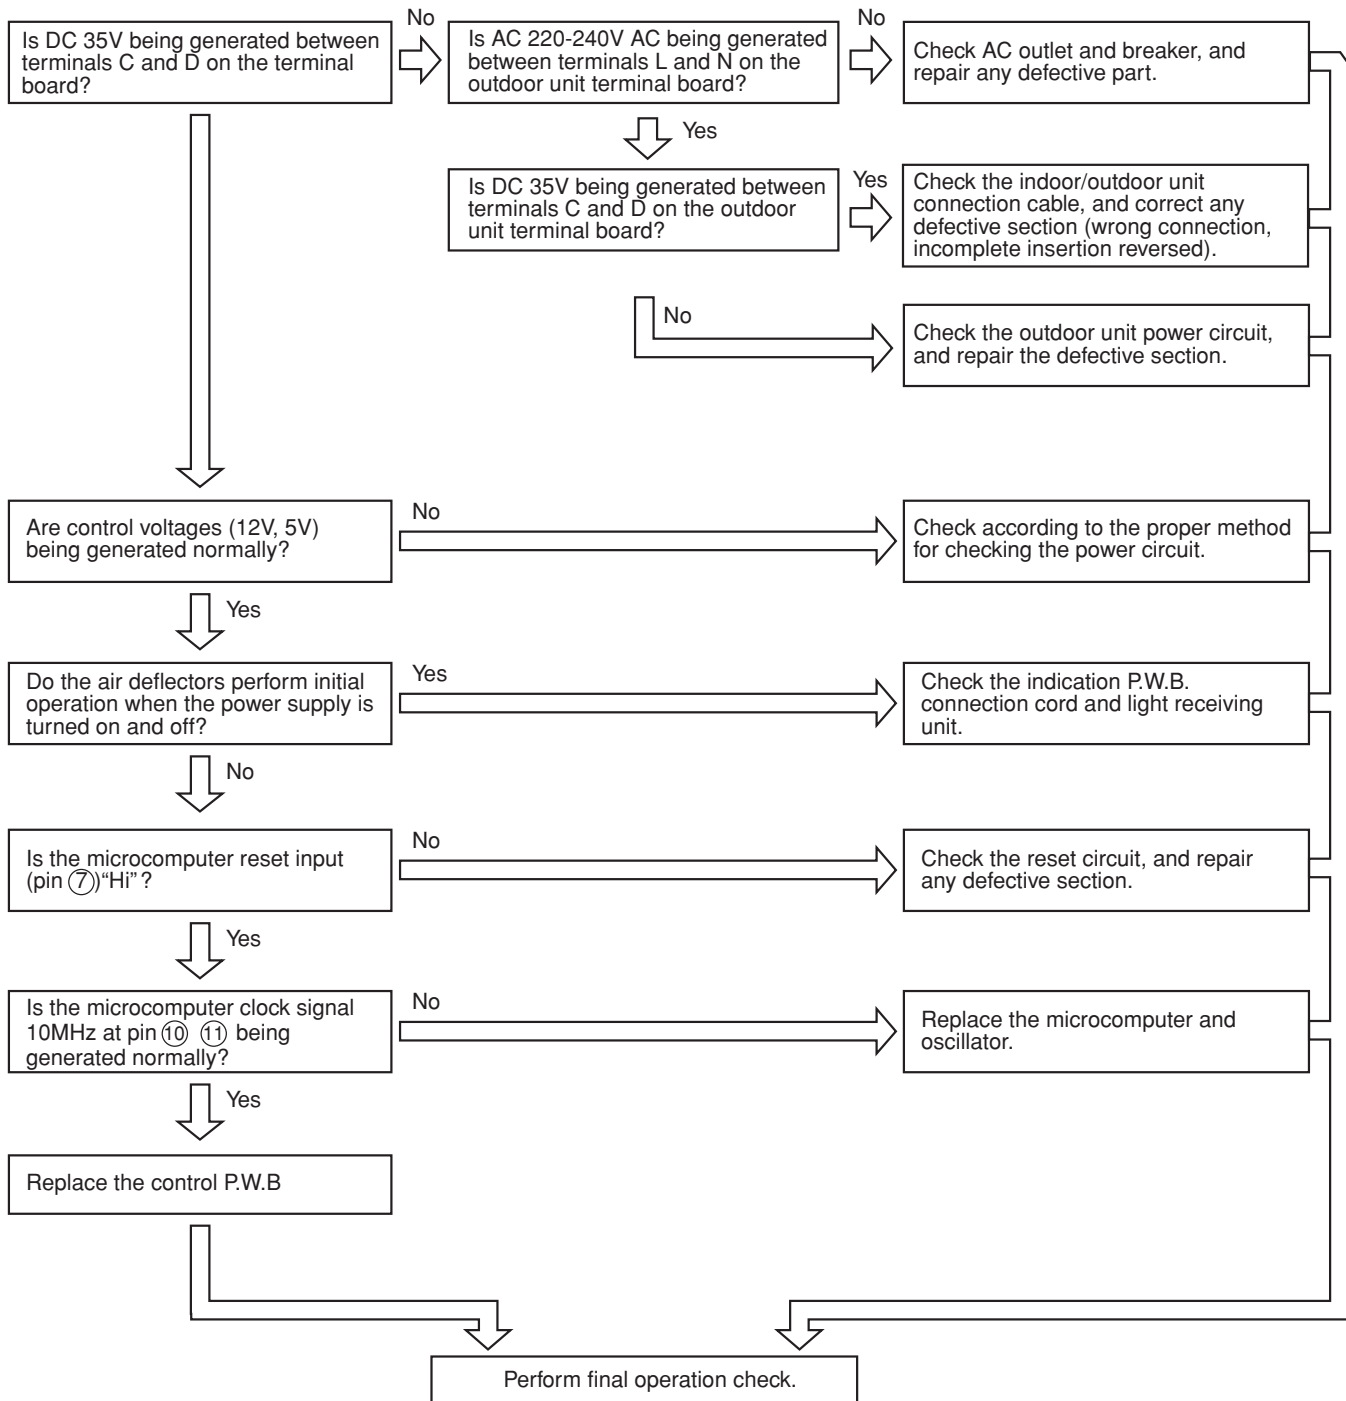 Is DC 35V being generated between
terminals C and D on the terminal
board?
No
Is AC 220-240V AC being generated
between terminals L and N on the
outdoor unit terminal board?
No
Check AC outlet and breaker, and
repair any defective part.
Yes
Is DC 35V being generated between
terminals C and D on the outdoor
unit terminal board?
Yes
Check the indoor/outdoor unit
connection cable, and correct any
defective section (wrong connection,
incomplete insertion reversed).
No
Check the outdoor unit power circuit,
and repair the defective section.
Are control voltages (12V, 5V)
being generated normally?
No
Check according to the proper method
for checking the power circuit.
Yes
Do the air deflectors perform initial
operation when the power supply is
turned on and off?
Yes
Check the indication P.W.B.
connection cord and light receiving
unit.
No
Is the microcomputer reset input
(pin ⑦)“Hi” ?
No
Check the reset circuit, and repair
any defective section.
Yes
Is the microcomputer clock signal
10MHz at pin ⑩ ⑪ being
generated normally?
No
Replace the microcomputer and
oscillator.
Yes
Replace the control P.W.B
Perform final operation check.